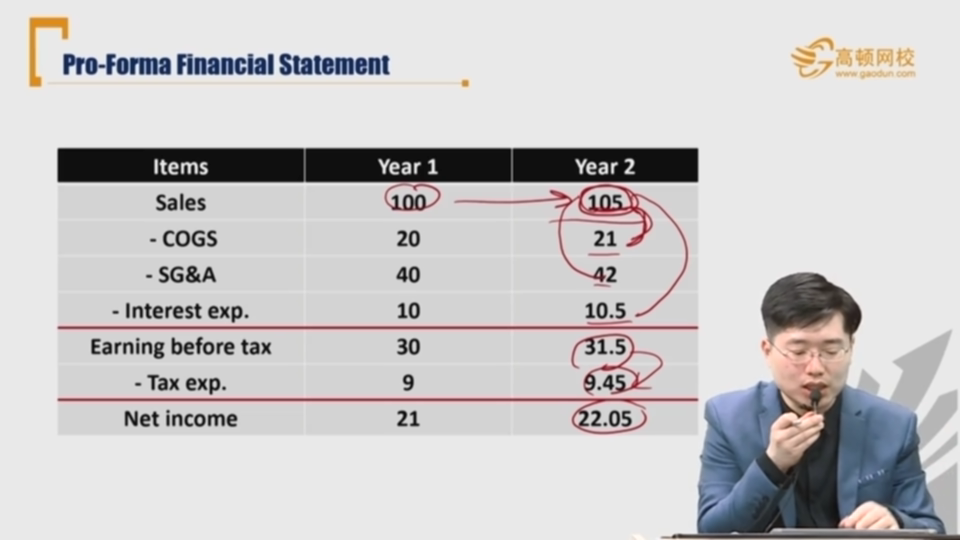 Pro-Forma Financial Statement
高顿网校
www.gaodun.com
Items Year 1 Year 2
Sales 100 105
- COGS 20 21
- SG&A 40 42
- Interest exp. 10 10.5
Earning before tax 30 31.5
- Tax exp. 9 9.45
Net income 21 22.05